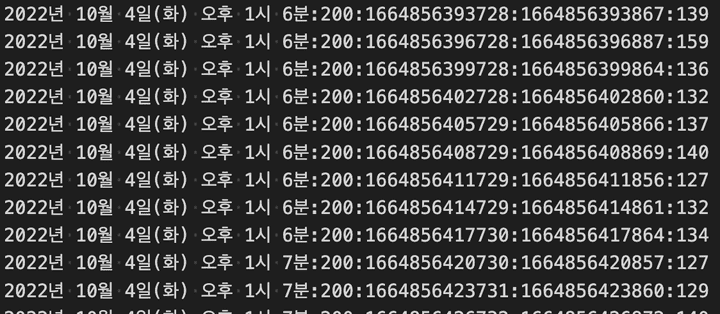 2022년 10월 4일(화) 오후 1시 6분:200:1664856393728:1664856393867:139
2022년 10월 4일(화) 오후 1시 6분:200:1664856396728:1664856396887:159
2022년 10월 4일(화) 오후 1시 6분:200:1664856399728:1664856399864:136
2022년 10월 4일(화) 오후 1시 6분:200:1664856402728:1664856402860:132
2022년 10월 4일(화) 오후 1시 6분:200:1664856405729:1664856405866:137
2022년 10월 4일(화) 오후 1시 6분:200:1664856408729:1664856408869:140
2022년 10월 4일(화) 오후 1시 6분:200:1664856411729:1664856411856:127
2022년 10월 4일(화) 오후 1시 6분:200:1664856414729:1664856414861:132
2022년 10월 4일(화) 오후 1시 6분:200:1664856417730:1664856417864:134
2022년 10월 4일(화) 오후 1시 7분:200:1664856420730:1664856420857:127
2022년 10월 4일(화) 오후 1시 7분:200:1664856423731:1664856423860:129